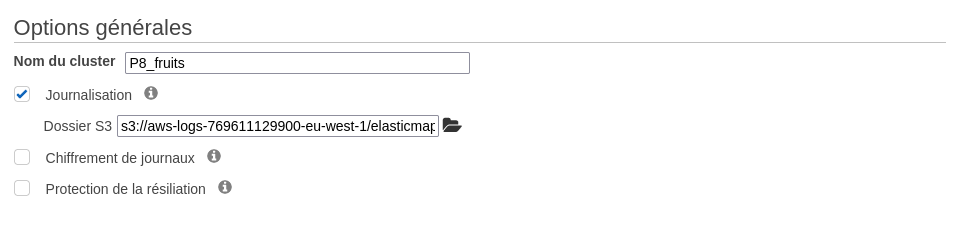 Options générales
Nom du cluster P8_fruits
Journalisation
Dossier S3 s3://aws-logs-769611129900-eu-west-1/elasticmap
Chiffrement de journaux
Protection de la résiliation